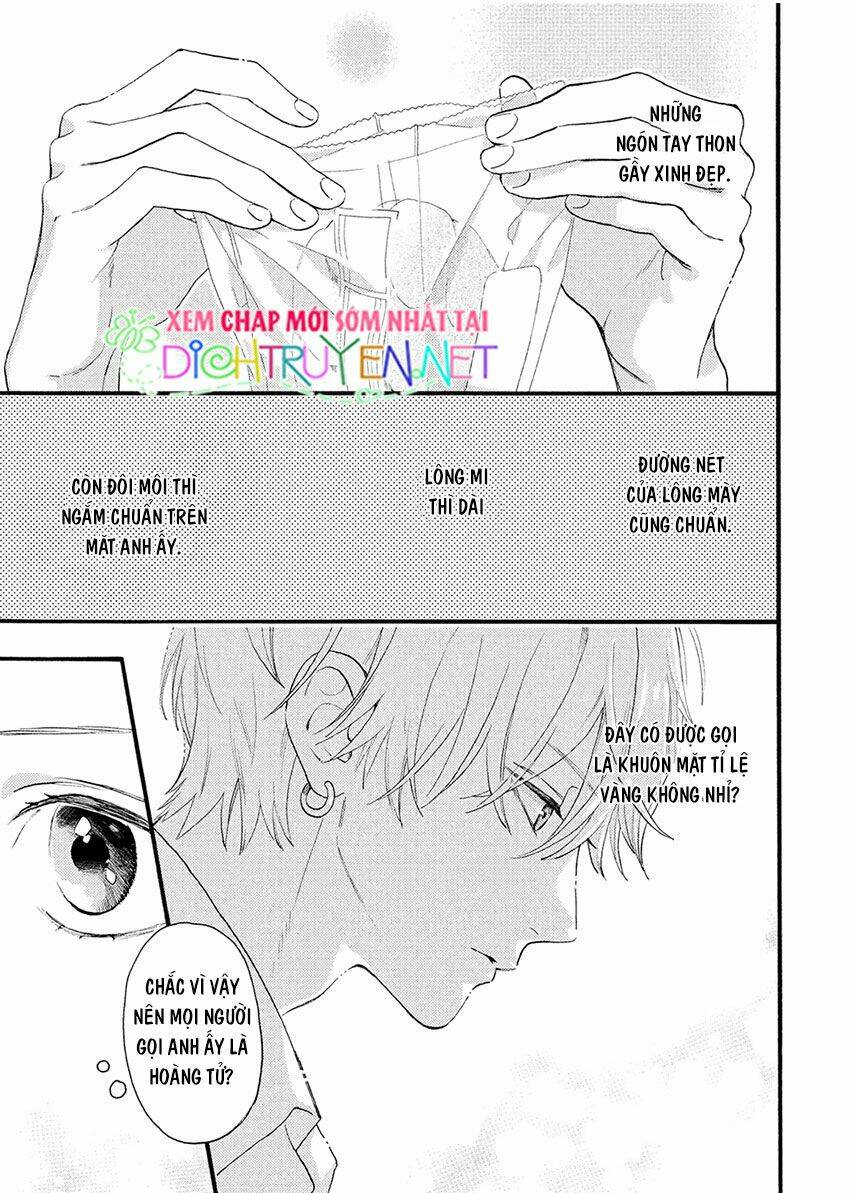 NHỮNG
NGÓN TAY THON
GẦY XINH ĐẸP.
XEM CHAP MỚI SỚM NHẤT TẠI
DICHTRUYEN.NET
ĐƯỜNG NÉT
CỦA LÔNG MÀY
CŨNG CHUẨN.
LÔNG MI
THÌ DÀI
CÒN ĐÔI MÔI THÌ
NGẮM CHUẨN TRÊN
MẶT ANH ẤY.
ĐÂY CÓ ĐƯỢC GỌI
LÀ KHUÔN MẶT TỈ LỆ
VÀNG KHÔNG NHỈ?
CHẮC VÌ VẬY
NÊN MỌI NGƯỜI
GỌI ANH ẤY LÀ
HOÀNG TỬ?